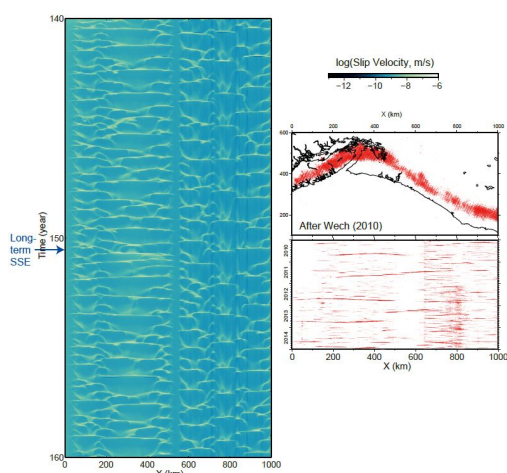 140
150
160
Time (year)
Long-
term
SSE
0 200 400 600 800 1000
X (km)
log(Slip Velocity, m/s)
−12 −10 −8 −6
X (km)
0 200 400 600 800 1000
600
400
200
After Wech (2010)
2010
2011
2012
2013
2014
0 200 400 600 800 1000
X (km)